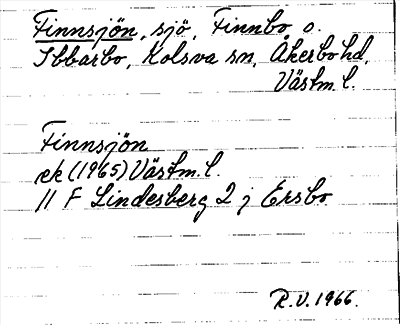 Finnsjön, sjö, Finnbo o.
Ibbarbo, Kolsva sn, Åkerbo hd,
Västm l.
Finnsjön
ek (1965) Västm. l.
11 F Lindesberg 2 j Ersbo
R.V. 1966.